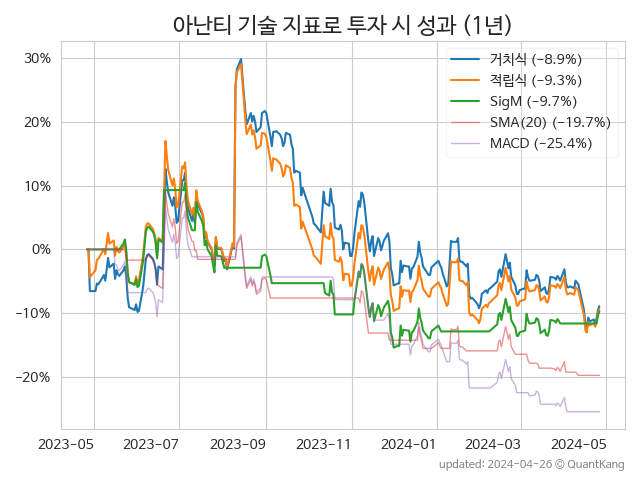 아난티 기술 지표로 투자 시 성과 (1년)
30%
20%
10%
0%
−10%
−20%
거치식 (−8.9%)
적립식 (−9.3%)
SigM (−9.7%)
SMA(20) (−19.7%)
MACD (−25.4%)
2023-05 2023-07 2023-09 2023-11 2024-01 2024-03 2024-05
updated: 2024-04-26 © QuantKang